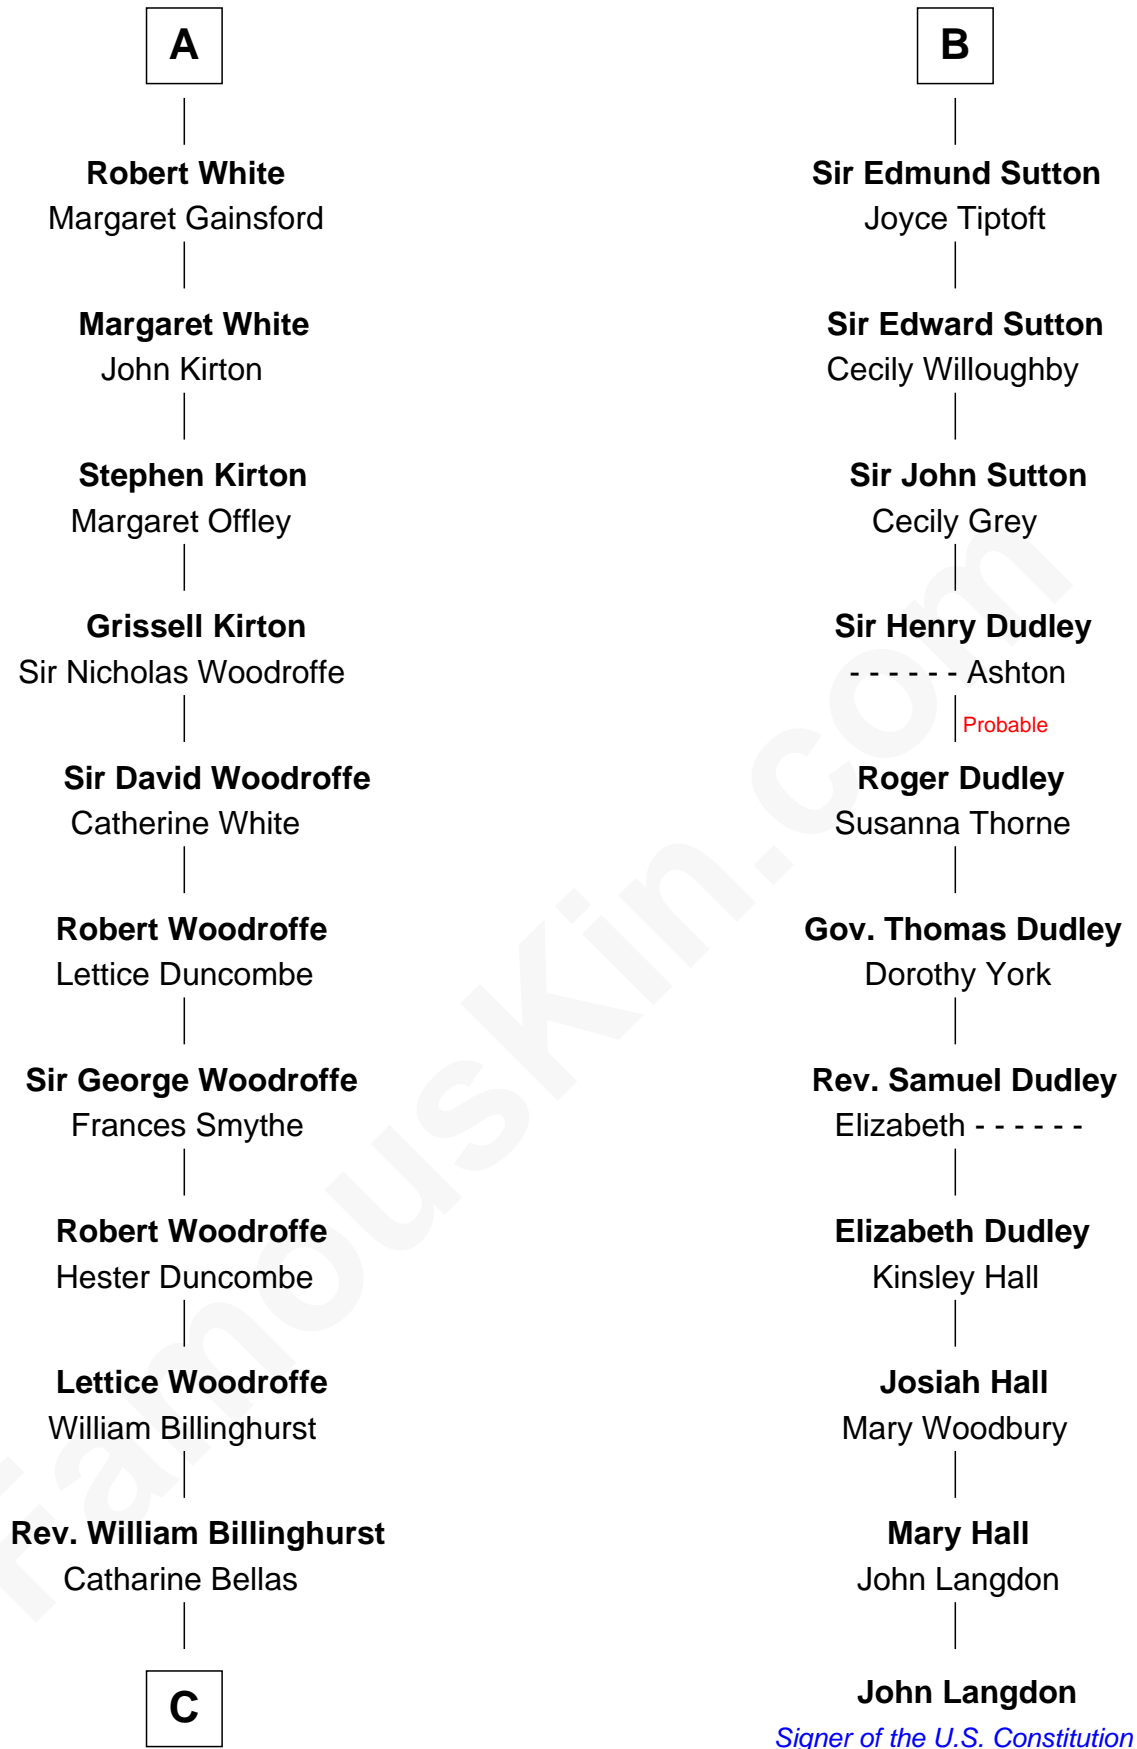 A
Robert White
Margaret Gainsford
Margaret White
John Kirton
Stephen Kirton
Margaret Offley
Grissell Kirton
Sir Nicholas Woodroffe
Sir David Woodroffe
Catherine White
Robert Woodroffe
Lettice Duncombe
Sir George Woodroffe
Frances Smythe
Robert Woodroffe
Hester Duncombe
Lettice Woodroffe
William Billinghurst
Rev. William Billinghurst
Catharine Bellas
C
B
Sir Edmund Sutton
Joyce Tiptoft
Sir Edward Sutton
Cecily Willoughby
Sir John Sutton
Cecily Grey
Sir Henry Dudley
- - - - - - Ashton
Probable
Roger Dudley
Susanna Thorne
Gov. Thomas Dudley
Dorothy York
Rev. Samuel Dudley
Elizabeth - - - - - -
Elizabeth Dudley
Kinsley Hall
Josiah Hall
Mary Woodbury
Mary Hall
John Langdon
John Langdon
Signer of the U.S. Constitution
FamousKin.com